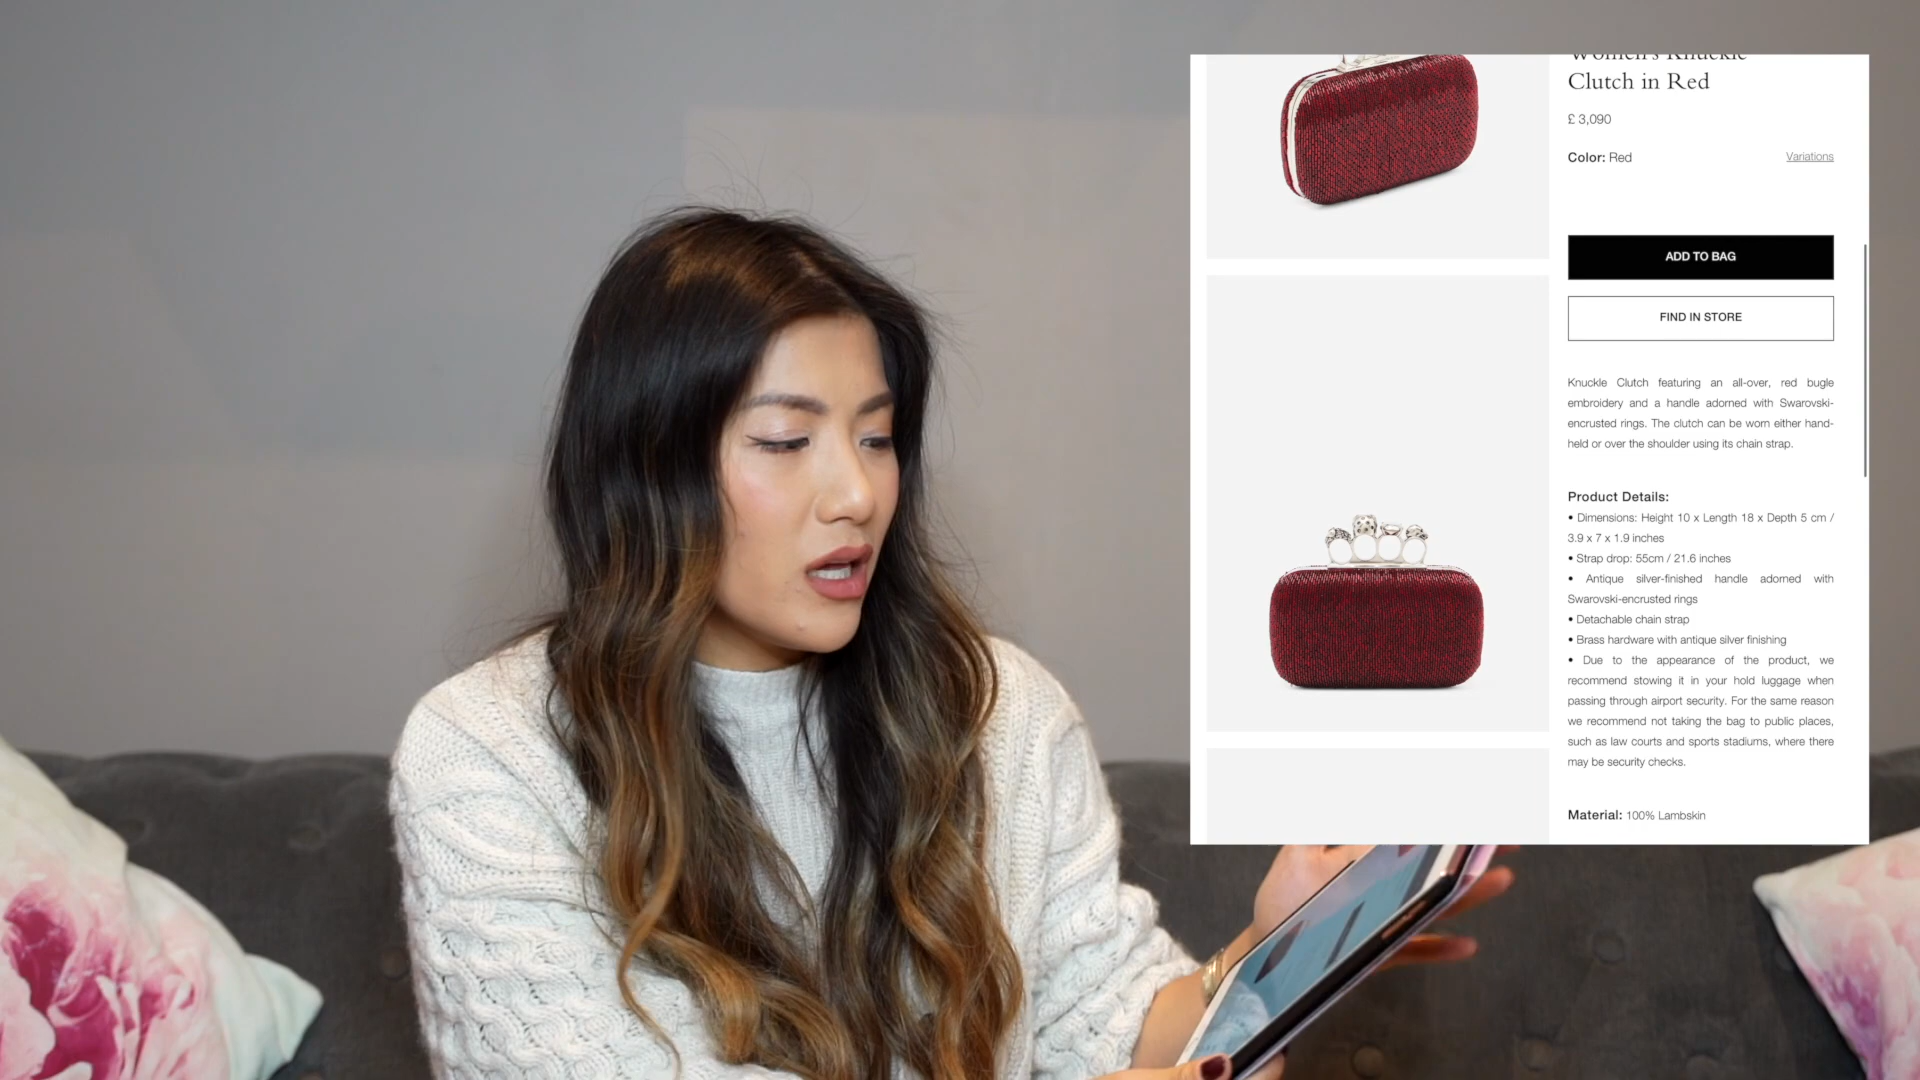 Women's Knuckle
Clutch in Red
£ 3,090
Color: Red
Variations
ADD TO BAG
FIND IN STORE
Knuckle Clutch featuring an all-over, red bugle
embroidery and a handle adorned with Swarovski-
encrusted rings. The clutch can be worn either hand-
held or over the shoulder using its chain strap.
Product Details:
• Dimensions: Height 10 x Length 18 x Depth 5 cm /
3.9 x 7 x 1.9 inches
• Strap drop: 55cm / 21.6 inches
• Antique silver-finished handle adorned with
Swarovski-encrusted rings
• Detachable chain strap
• Brass hardware with antique silver finishing
• Due to the appearance of the product, we
recommend stowing it in your hold luggage when
passing through airport security. For the same reason
we recommend not taking the bag to public places,
such as law courts and sports stadiums, where there
may be security checks.
Material: 100% Lambskin